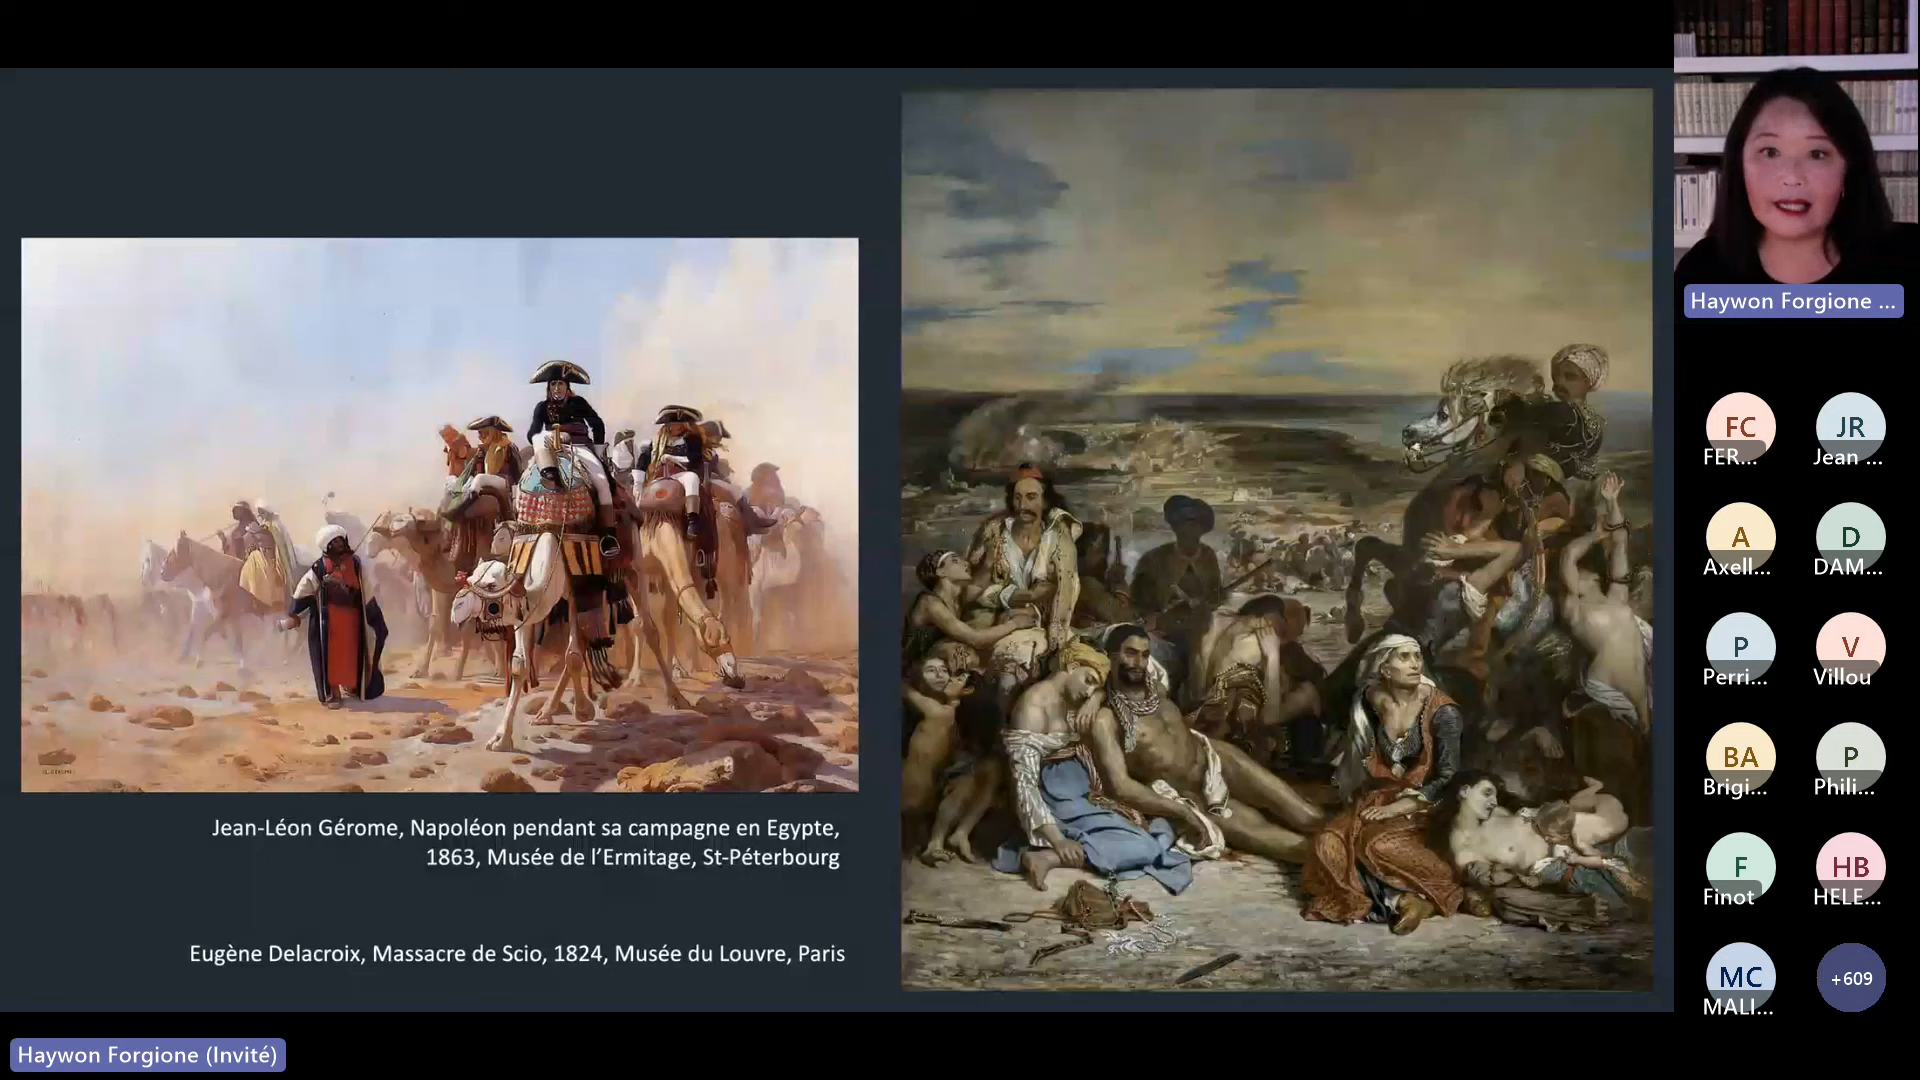 Jean-Léon Gérome, Napoléon pendant sa campagne en Egypte,
1863, Musée de l'Ermitage, St-Péterbourg
Eugène Delacroix, Massacre de Scio, 1824, Musée du Louvre, Paris
Haywon Forgione (Invité)
Haywon Forgione ...
FC
FER...
JR
Jean ...
A
Axell...
D
DAM...
P
Perri...
V
Villou
BA
Brigi...
P
Phili...
F
Finot
HB
HELE...
MC
MALI...
+609